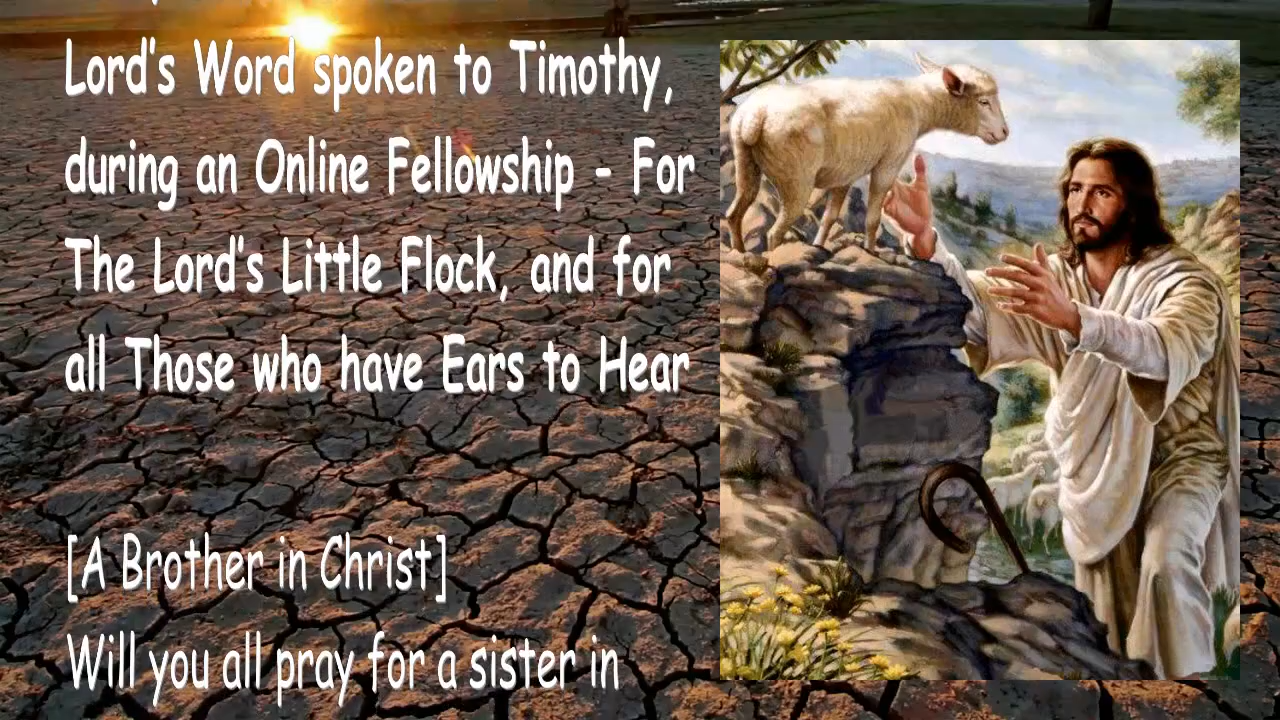 Lord's Word spoken to Timothy,
during an Online Fellowship - For
The Lord's Little Flock, and for
all Those who have Ears to Hear
[A Brother in Christ]
Will you all pray for a sister in